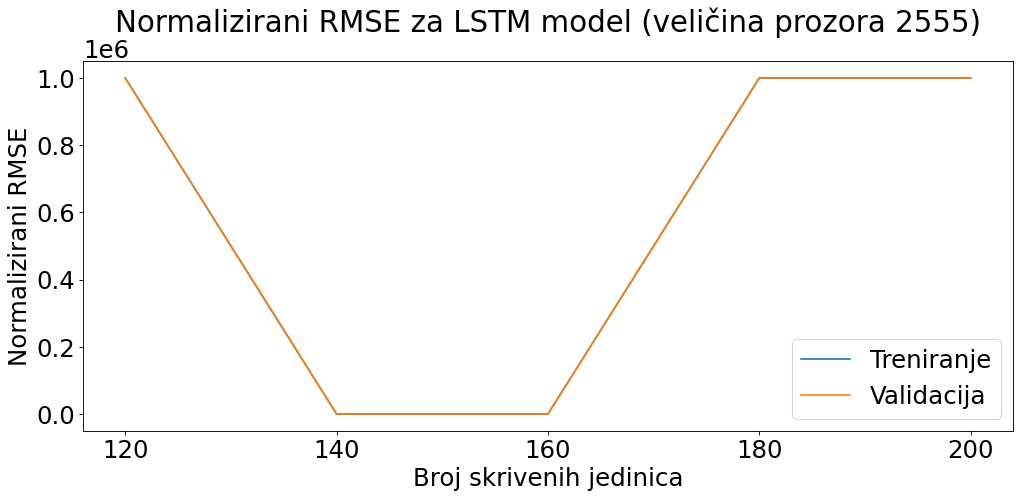 Normalizirani RMSE za LSTM model (veličina prozora 2555)
1e6
1.0
0.8
0.6
0.4
0.2
0.0
Normalizirani RMSE
Treniranje
Validacija
120 140 160 180 200
Broj skrivenih jedinica